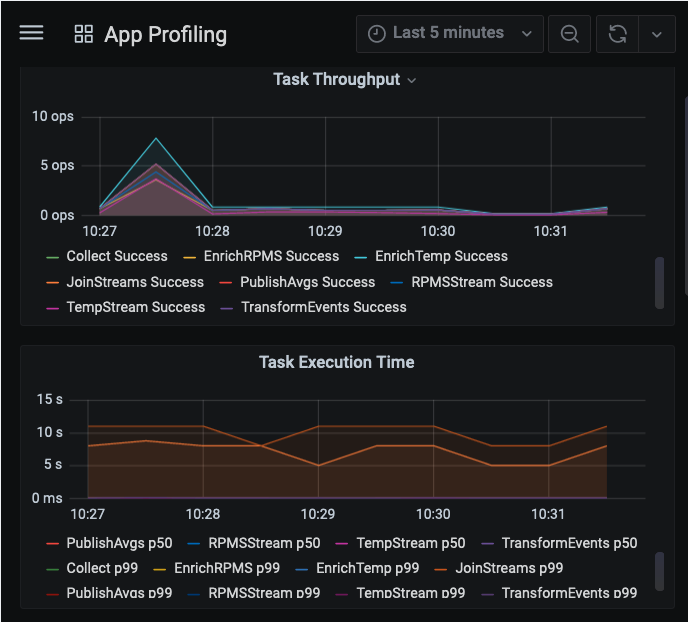 App Profiling
Last 5 minutes
Task Throughput
10 ops
5 ops
0 ops
10:27 10:28 10:29 10:30 10:31
Collect Success EnrichRPMS Success EnrichTemp Success
JoinStreams Success PublishAvgs Success RPMSStream Success
TempStream Success TransformEvents Success
Task Execution Time
15 s
10 s
5 s
0 ms
10:27 10:28 10:29 10:30 10:31
PublishAvgs p50 RPMSStream p50 TempStream p50 TransformEvents p50
Collect p99 EnrichRPMS p99 EnrichTemp p99 JoinStreams p99
PublishAvgs p99 RPMSStream p99 TempStream p99 TransformEvents p99